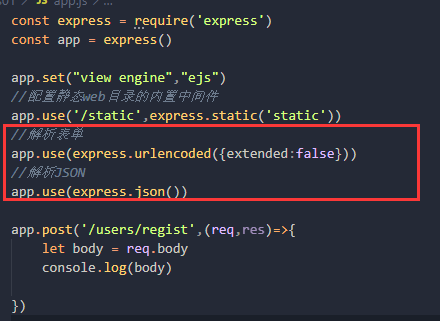 app.js
...
const express = require('express')
const app = express()
app.set("view engine","ejs")
//配置静态web目录的内置中间件
app.use('/static',express.static('static'))
//解析表单
app.use(express.urlencoded({extended:false}))
//解析JSON
app.use(express.json())
app.post('/users/regist',(req,res)=>{
let body = req.body
console.log(body)
})